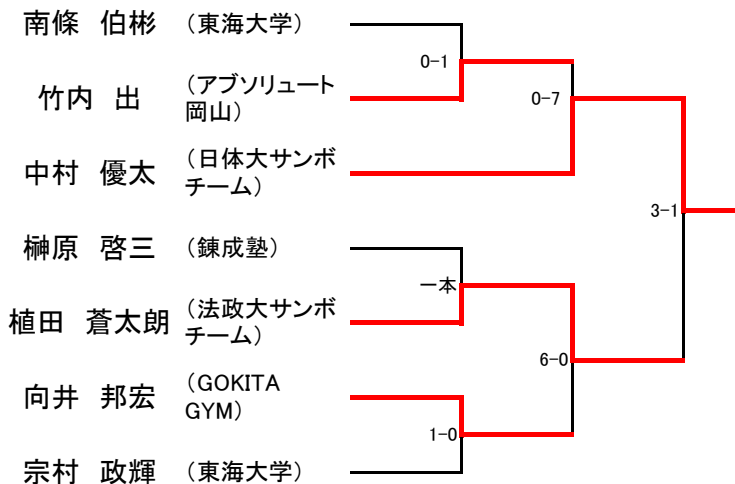 南條 伯彬 （東海大学）
0-1
竹内 出 （アブソリュート
岡山）
0-7
中村 優太 （日体大サンボ
チーム）
3-1
榊原 啓三 （錬成塾）
一本
植田 蒼太朗 （法政大サンボ
チーム）
6-0
向井 邦宏 （GOKITA
GYM）
1-0
宗村 政輝 （東海大学）